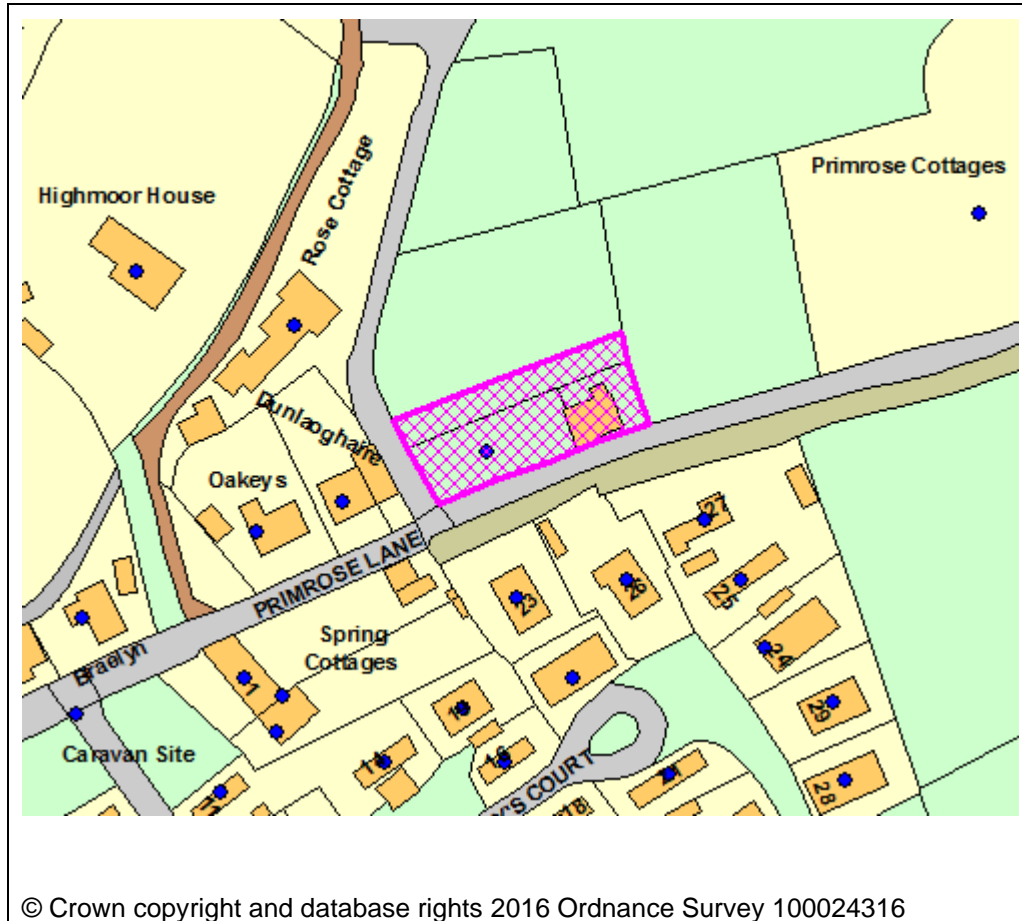 Primrose Cottages
Highmoor House
Rose Cottage
Dunlaoghaire
Oakeys
PRIMROSE LANE
27
26
23
25
24
Spring
Cottages
Braelyn
1
29
Caravan Site
28
'S COURT
18
© Crown copyright and database rights 2016 Ordnance Survey 100024316